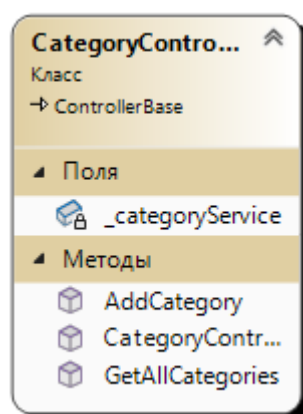 CategoryContro...
Класс
ControllerBase
Поля
_categoryService
Методы
AddCategory
CategoryContr...
GetAllCategories